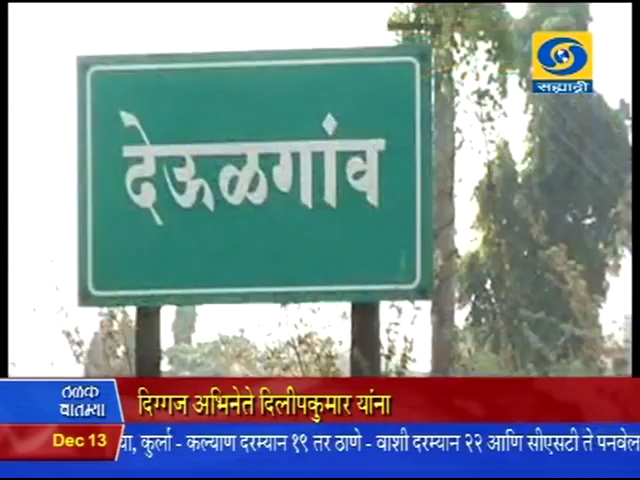 सह्याद्री
देऊळगांव
ठळक
बातम्या
दिग्गज अभिनेते दिलीपकुमार यांना
Dec 13
या, कुर्ला - कल्याण दरम्यान १९ तर ठाणे - वाशी दरम्यान २२ आणि सीएसटी ते पनवेल